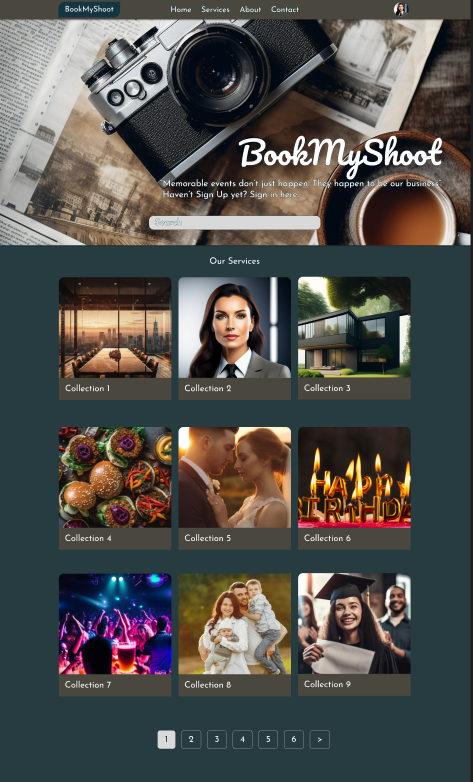 BookMyShoot
Home Services About Contact
BookMyShoot
"Memorable events don't just happen. They happen to be our business"
Haven't Sign Up yet? Sign in here...
Search
Our Services
Collection 1
Collection 2
Collection 3
Collection 4
Collection 5
Collection 6
HAPPY
BIRTHDA
Collection 7
Collection 8
Collection 9
1 2 3 4 5 6 >